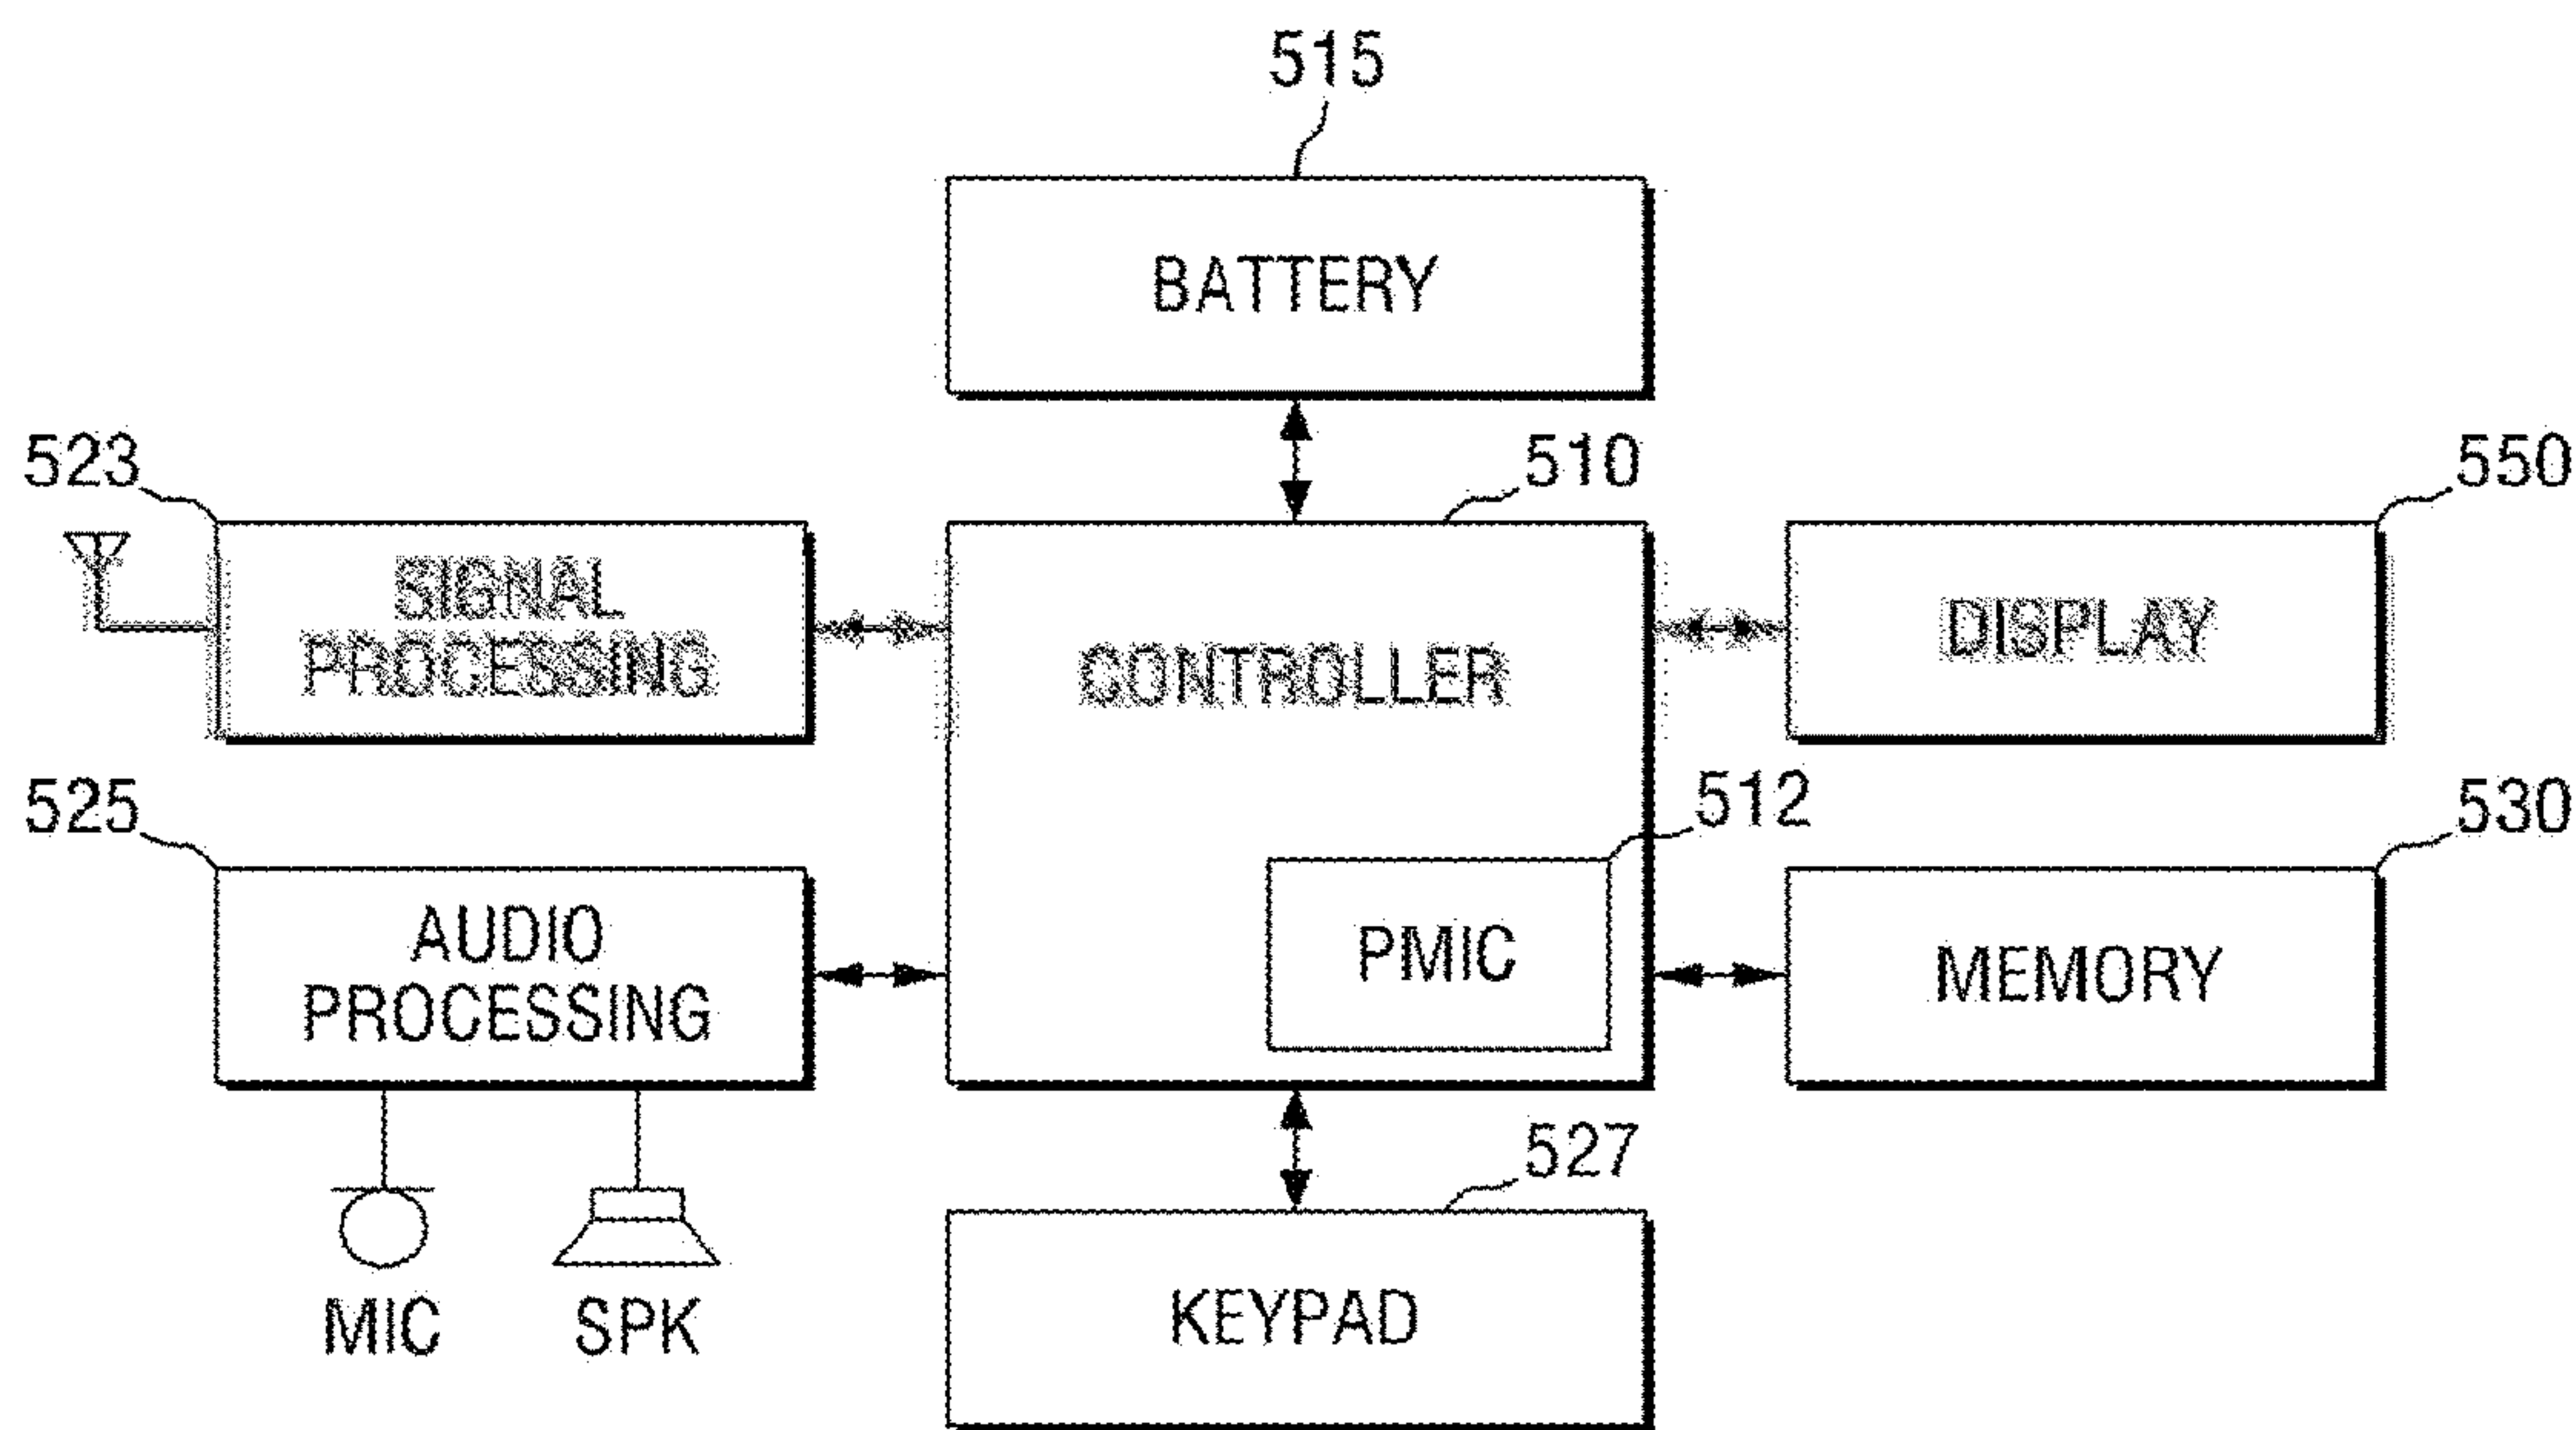 515
BATTERY
523
510
550
SIGNAL
PROCESSING
CONTROLLER
DISPLAY
525
512
530
AUDIO
PROCESSING
PMIC
MEMORY
527
MIC
SPK
KEYPAD